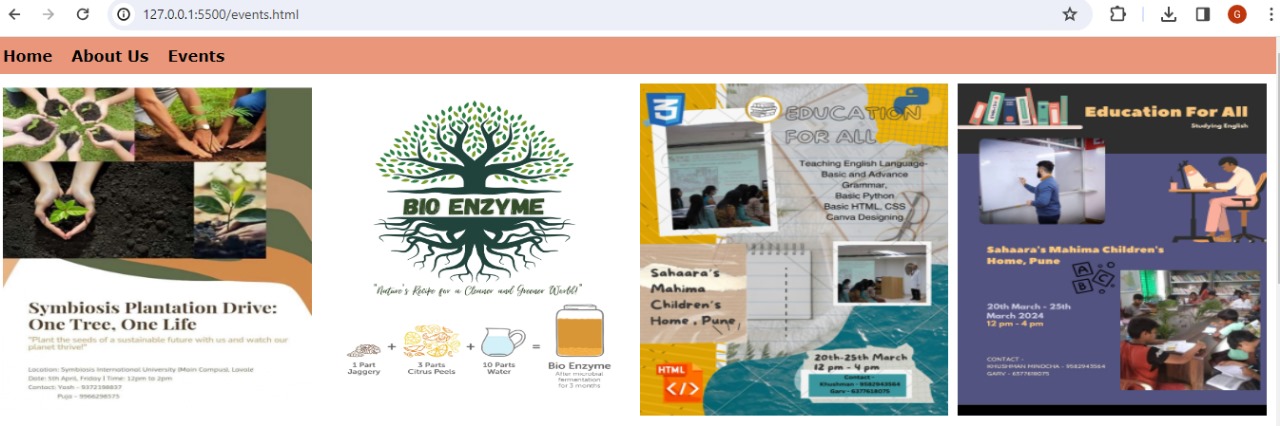 127.0.0.1:5500/events.html
G
Home About Us Events
Symbiosis Plantation Drive:
One Tree, One Life
"Plant the seeds of a sustainable future with us and watch our
planet thrive!"
Location: Symbiosis International University (Main Campus), Lavale
Date: 5th April, Friday | Time: 12pm to 2pm
Contact: Yash - 9372198837
Puja - 9966298575
BIO ENZYME
"Nature's Recipe for a Cleaner and Greener World!"
1 Part
Jaggery
+
3 Parts
Citrus Peels
+
10 Parts
Water
=
Bio Enzyme
After microbial
fermentation
for 3 months
3
EDUCATION
FOR ALL
Teaching English Language-
Basic and Advance
Grammar,
Basic Python
Basic HTML, CSS
Canva Designing
Sahaara's
Mahima
Children's
Home , Pune
HTML
</>
20th-25th March
12 pm - 4 pm
Contact -
Khushman - 9582943564
Garv - 6377618075
Education For All
Studying English
Sahaara's Mahima Children's
Home, Pune
A B C
20th March - 25th
March 2024
12 pm - 4 pm
CONTACT -
KHUSHMAN MINOCHA - 9582943564
GARV - 6377618075